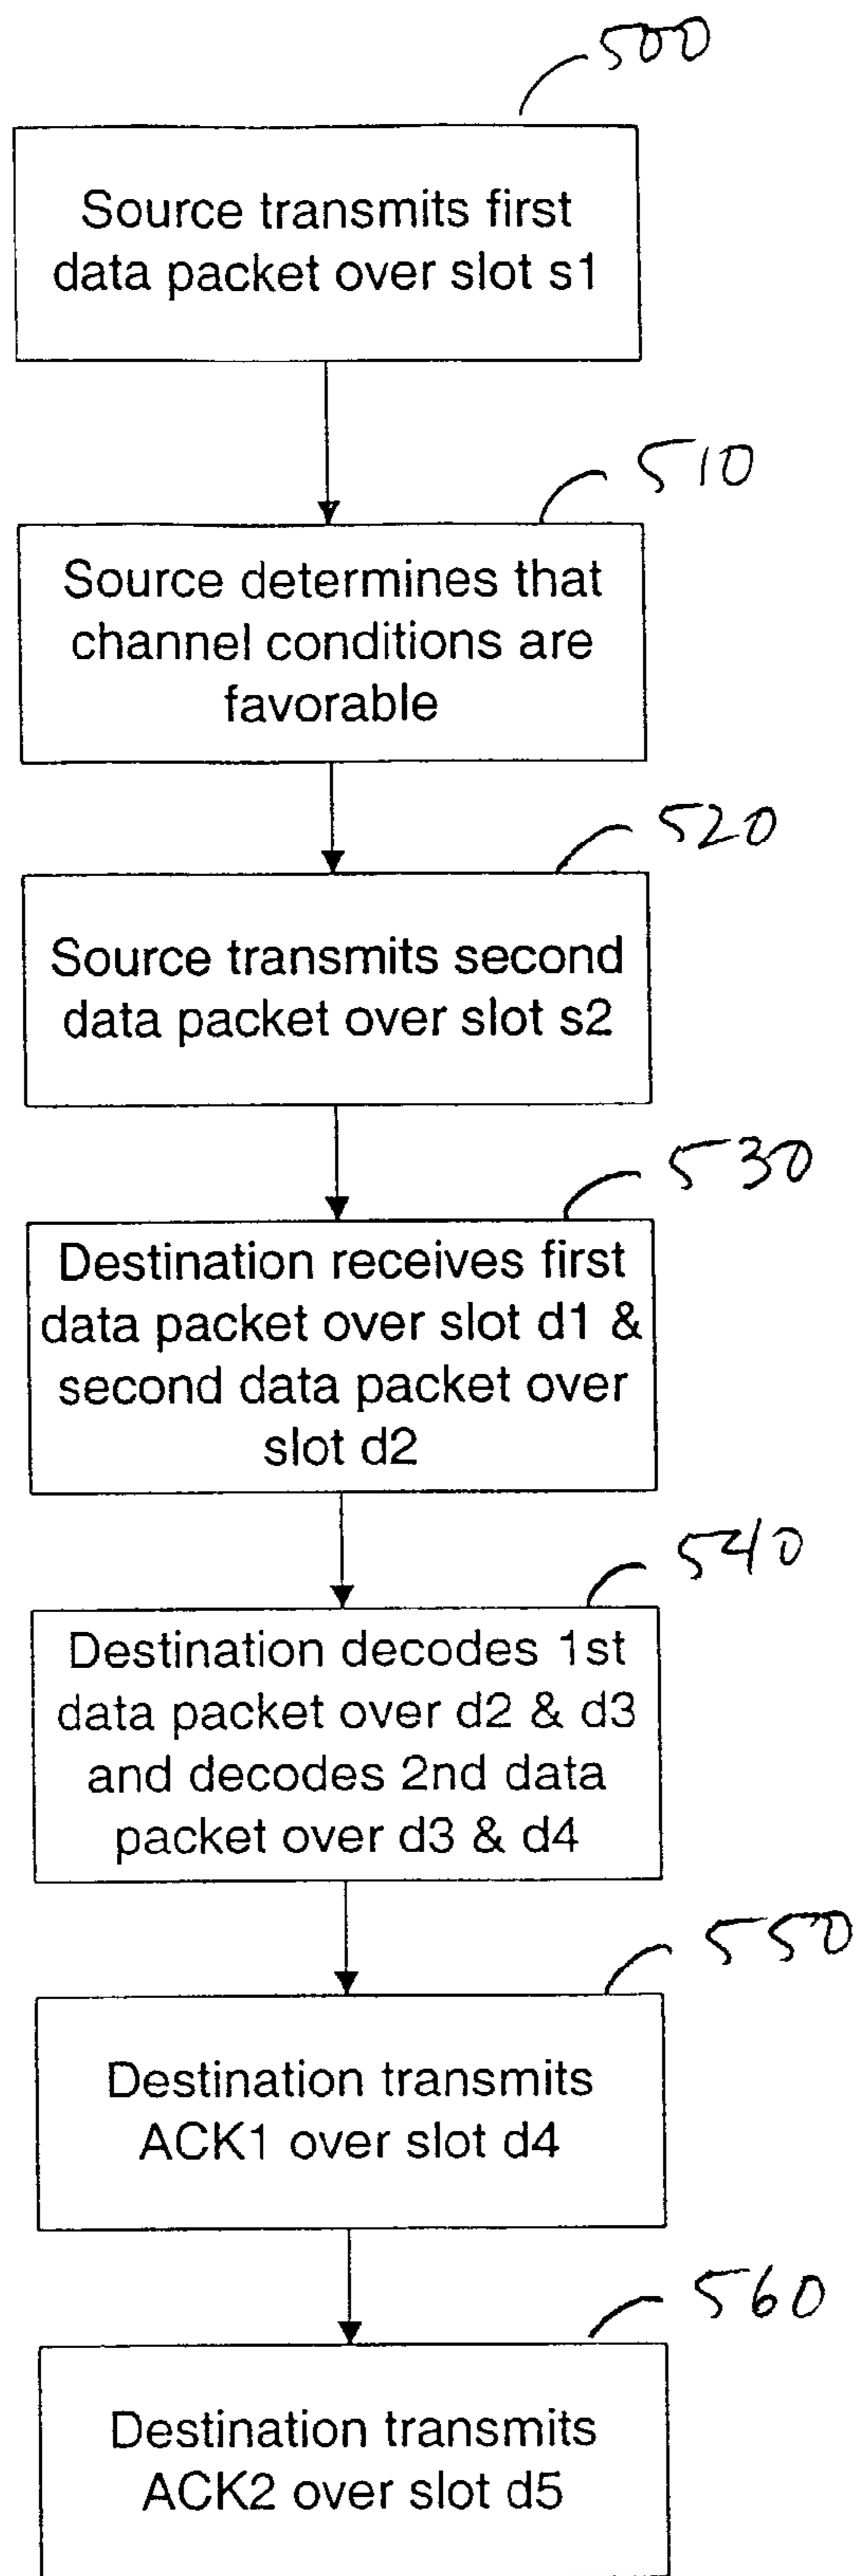 500
Source transmits first
data packet over slot s1
510
Source determines that
channel conditions are
favorable
520
Source transmits second
data packet over slot s2
530
Destination receives first
data packet over slot d1 &
second data packet over
slot d2
540
Destination decodes 1st
data packet over d2 & d3
and decodes 2nd data
packet over d3 & d4
550
Destination transmits
ACK1 over slot d4
560
Destination transmits
ACK2 over slot d5